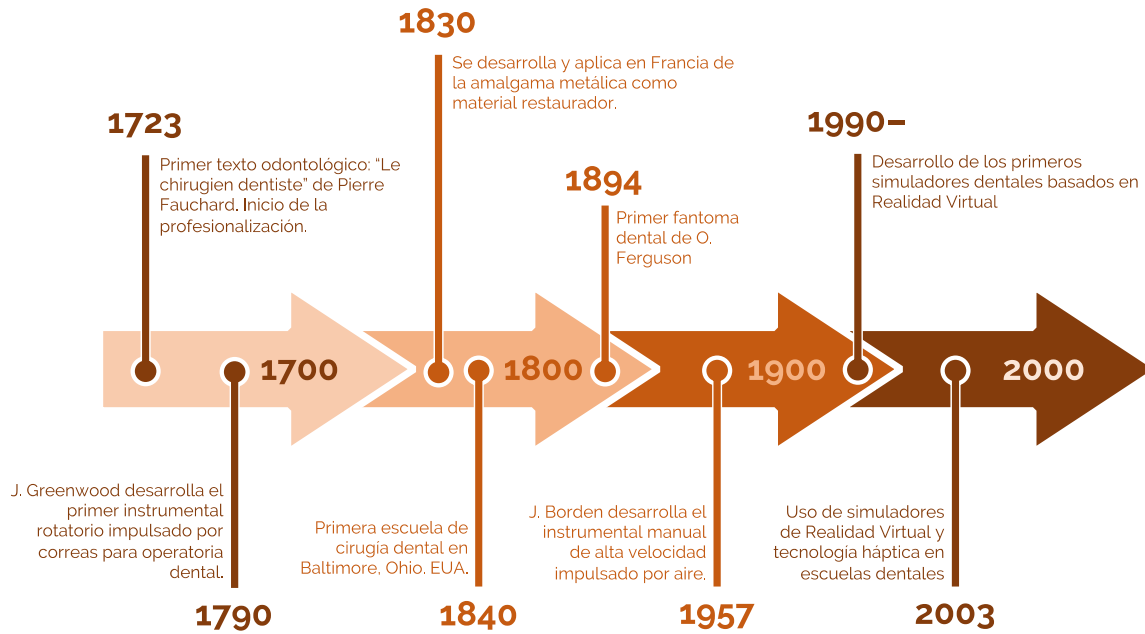 1830
Se desarrolla y aplica en Francia de
la amalgama metálica como
material restaurador.
1723
Primer texto odontológico: “Le
chirugien dentiste” de Pierre
Fauchard. Inicio de la
profesionalización.
1894
Primer fantoma
dental de O.
Ferguson
1990–
Desarrollo de los primeros
simuladores dentales basados en
Realidad Virtual
1700
1800
1900
2000
J. Greenwood desarrolla el
primer instrumental
rotatorio impulsado por
correas para operatoria
dental.
1790
Primera escuela de
cirugía dental en
Baltimore, Ohio. EUA.
1840
J. Borden desarrolla el
instrumental manual
de alta velocidad
impulsado por aire.
1957
Uso de simuladores
de Realidad Virtual y
tecnología háptica en
escuelas dentales
2003